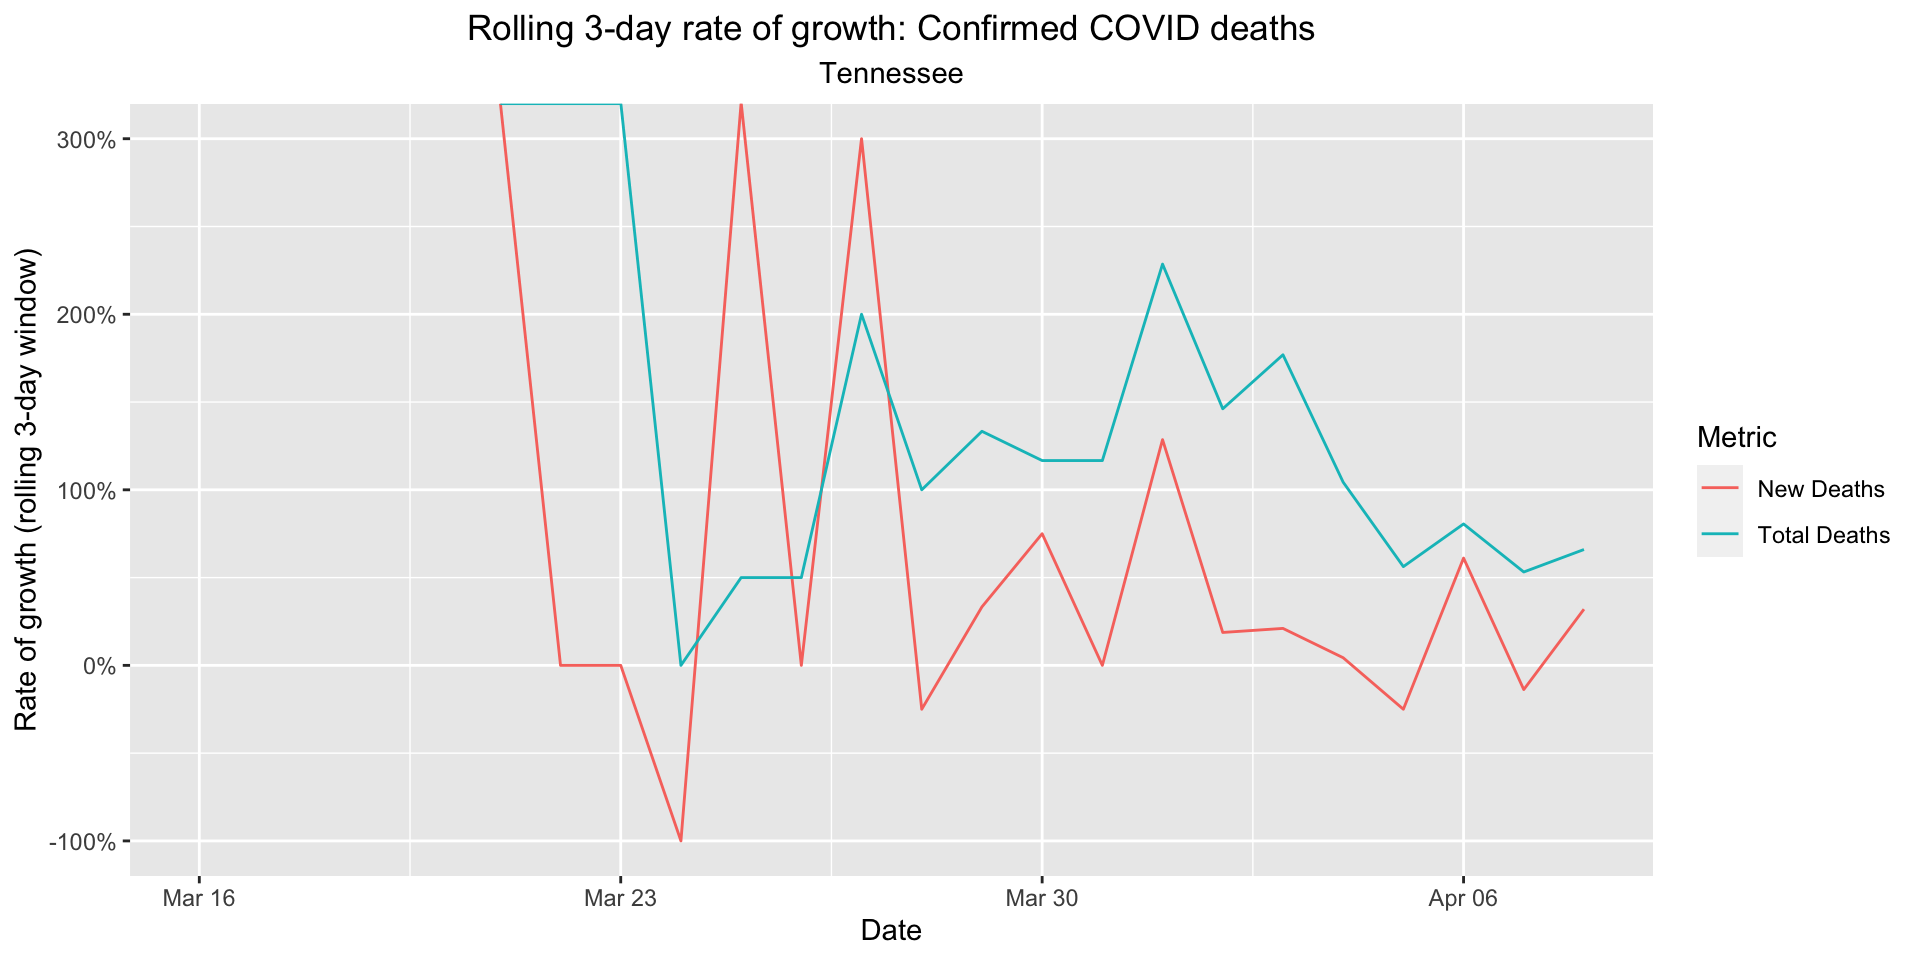 Rolling 3-day rate of growth: Confirmed COVID deaths
Tennessee
Rate of growth (rolling 3-day window)
300%
200%
100%
0%
-100%
Mar 16
Mar 23
Mar 30
Apr 06
Date
Metric
New Deaths
Total Deaths